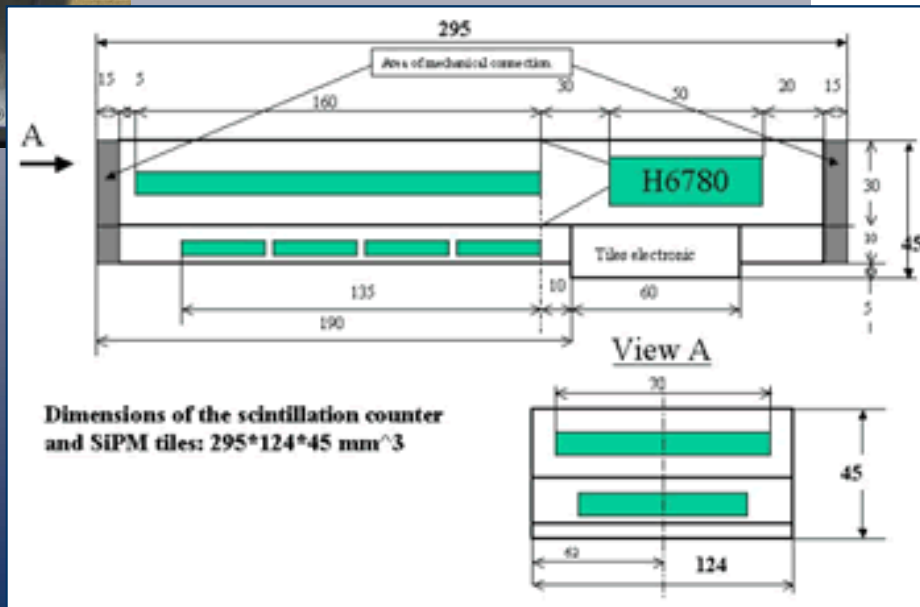 295
Area of mechanical connection.
15 5 160 30 50 20 15
A
H6780
30
10
45
Tiles electronic
135 10 60 5
190
View A
70
Dimensions of the scintillation counter
and SiPM tiles: 295*124*45 mm^3
45
62 124